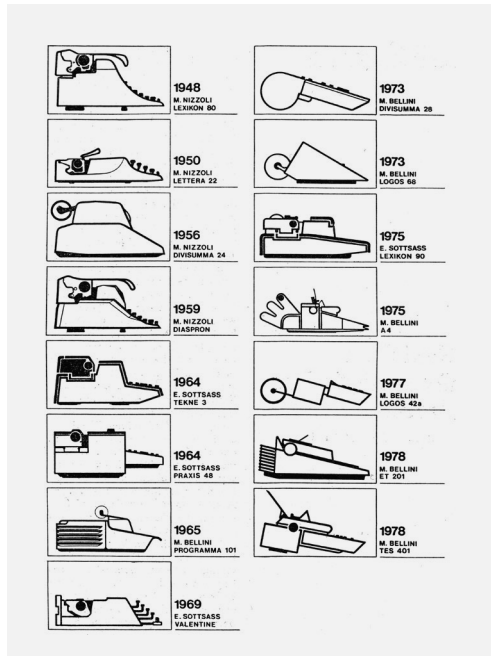 1948
M. NIZZOLI
LEXIKON 80
1950
M. NIZZOLI
LETTERA 22
1956
M. NIZZOLI
DIVISUMMA 24
1959
M. NIZZOLI
DIASPRON
1964
E. SOTTSASS
TEKNE 3
1964
E. SOTTSASS
PRAXIS 48
1965
M. BELLINI
PROGRAMMA 101
1969
E. SOTTSASS
VALENTINE
1973
M. BELLINI
DIVISUMMA 28
1973
M. BELLINI
LOGOS 68
1975
E. SOTTSASS
LEXIKON 90
1975
M. BELLINI
A4
1977
M. BELLINI
LOGOS 42a
1978
M. BELLINI
ET 201
1978
M. BELLINI
TES 401